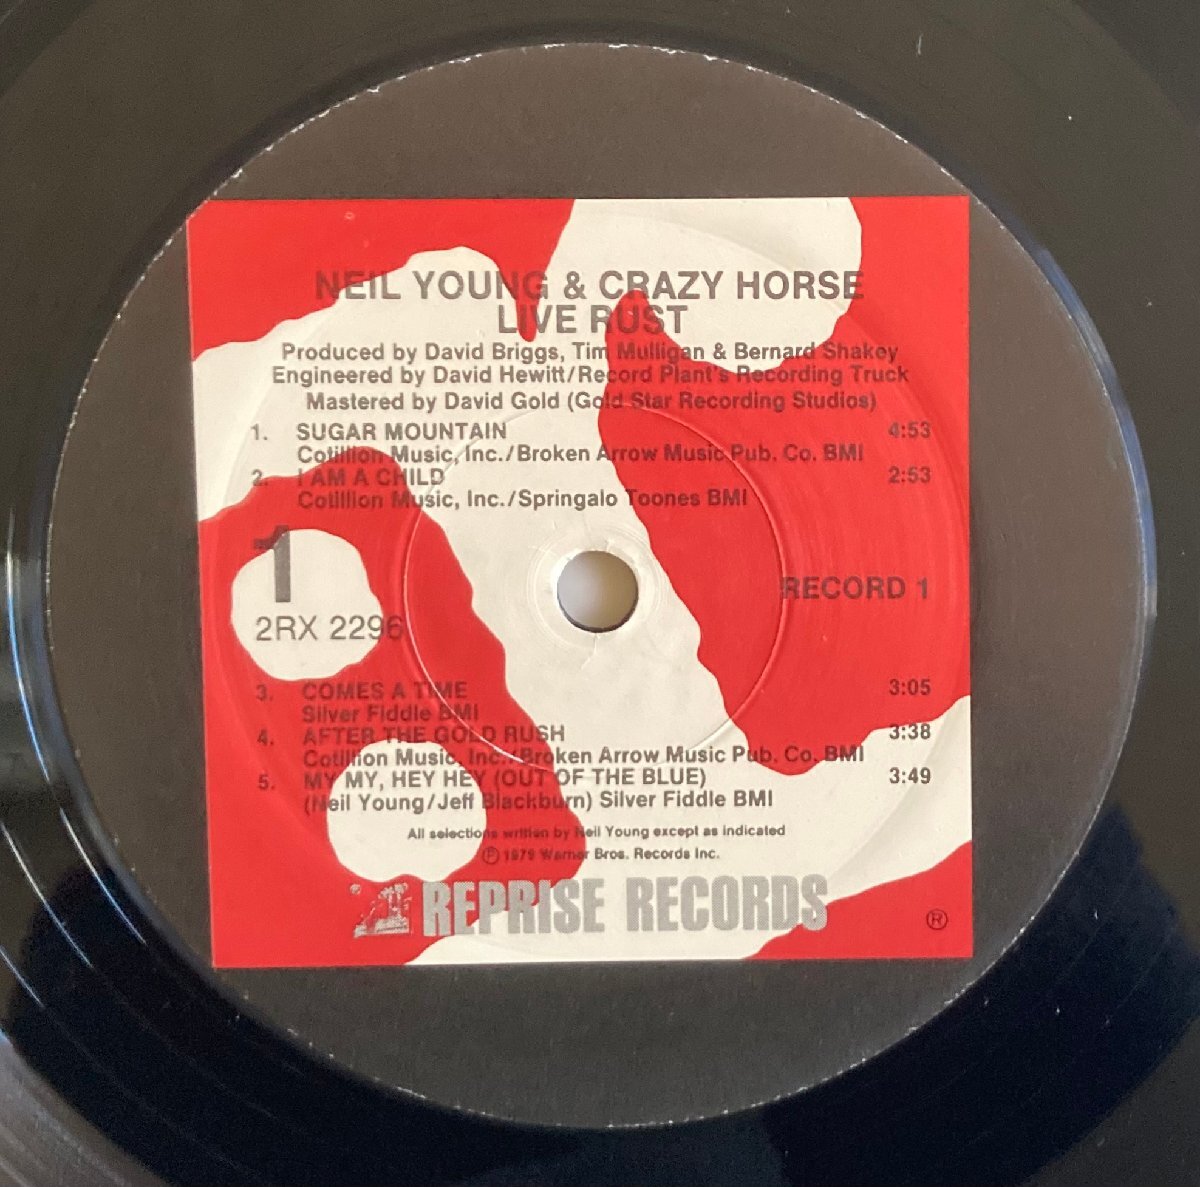 NEIL YOUNG & CRAZY HORSE
LIVE RUST
Produced by David Briggs, Tim Mulligan & Bernard Shakey
Engineered by David Hewitt/Record Plant's Recording Truck
Mastered by David Gold (Gold Star Recording Studios)
1. SUGAR MOUNTAIN 4:53
Cotillion Music, Inc./Broken Arrow Music Pub. Co. BMI
2. I AM A CHILD 2:53
Cotillion Music, Inc./Springalo Toones BMI
1
RECORD 1
2RX 2296
3. COMES A TIME 3:05
Silver Fiddle BMI
4. AFTER THE GOLD RUSH 3:38
Cotillion Music, Inc./Broken Arrow Music Pub. Co. BMI
5. MY MY, HEY HEY (OUT OF THE BLUE) 3:49
(Neil Young/Jeff Blackburn) Silver Fiddle BMI
All selections written by Neil Young except as indicated
Ⓟ 1979 Warner Bros. Records Inc.
REPRISE RECORDS
®